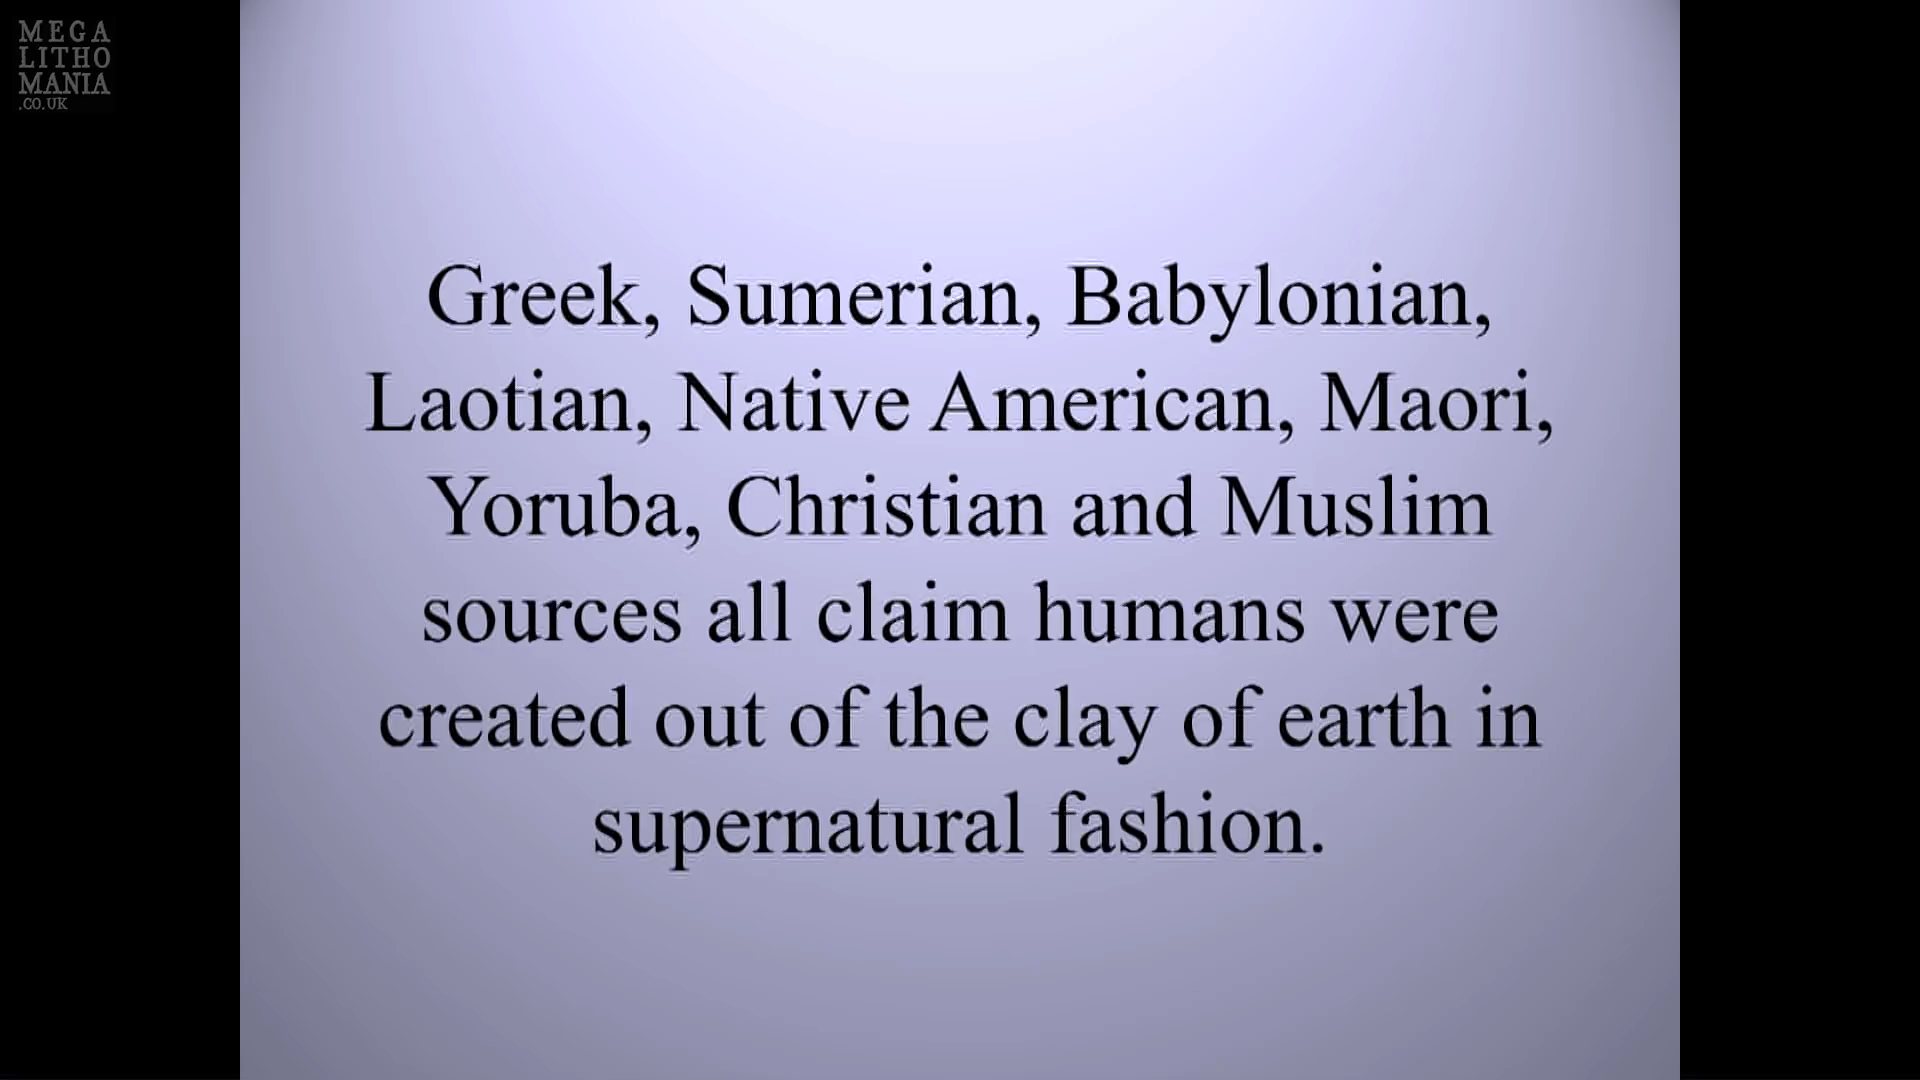 MEGA
LITHO
MANIA
.CO.UK
Greek, Sumerian, Babylonian,
Laotian, Native American, Maori,
Yoruba, Christian and Muslim
sources all claim humans were
created out of the clay of earth in
supernatural fashion.